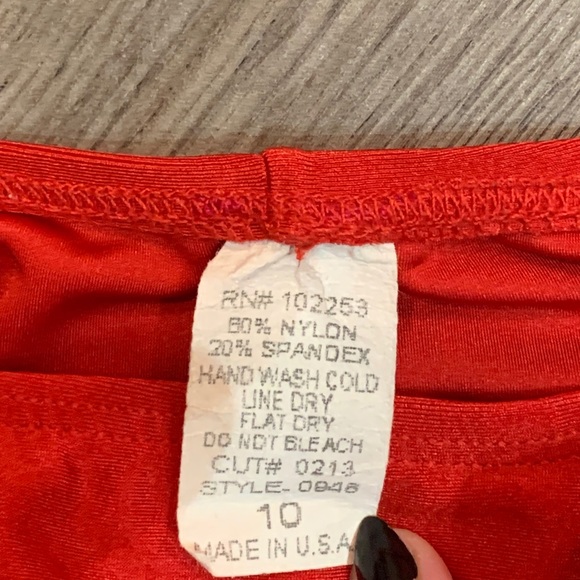 RN# 102253
80% NYLON
20% SPANDEX
HAND WASH COLD
LINE DRY
FLAT DRY
DO NOT BLEACH
CUT# 0213
STYLE- 0946
10
MADE IN U.S.A.